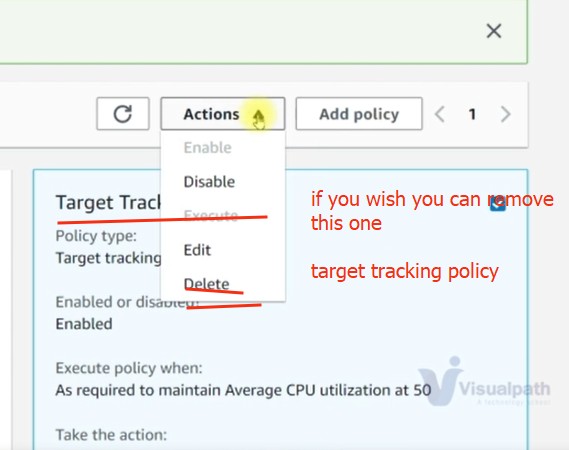 Actions
Add policy
1
Enable
Disable
Execute
Edit
Delete
Target Track
Policy type:
Target tracking
Enabled or disabled?
Enabled
Execute policy when:
As required to maintain Average CPU utilization at 50
Take the action:
if you wish you can remove
this one
target tracking policy
Visualpath